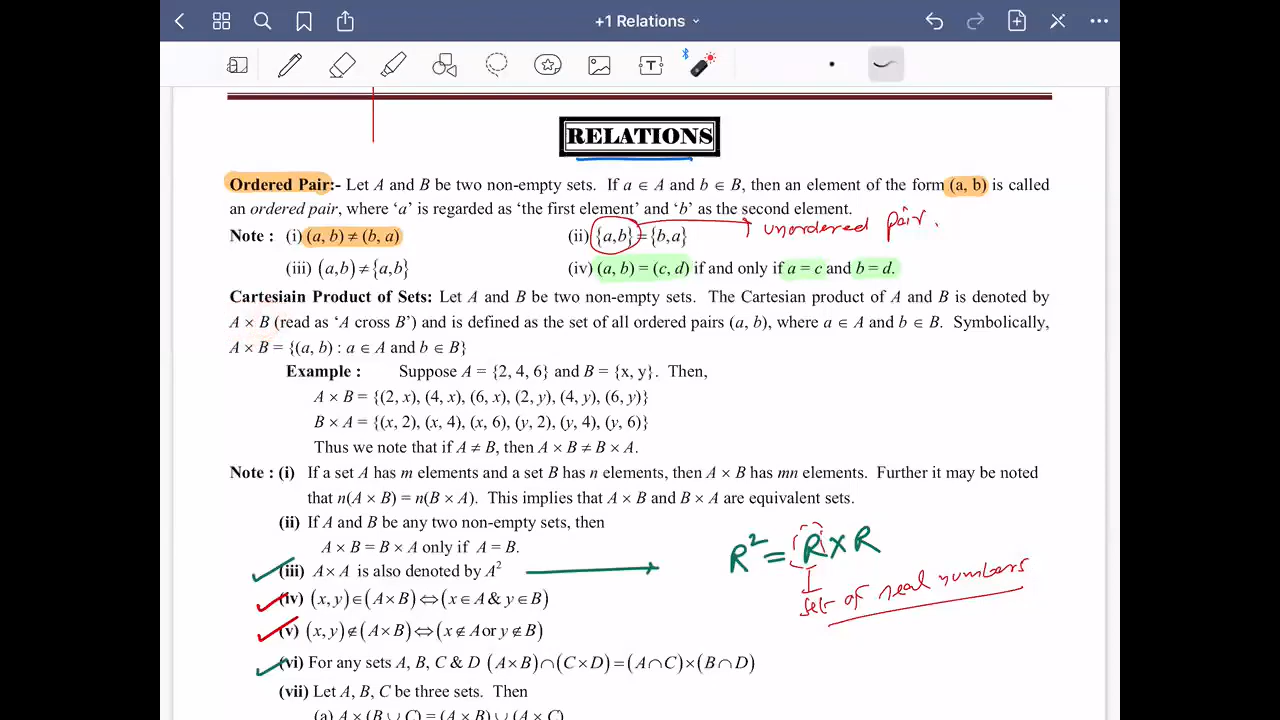 +1 Relations
RELATIONS
Ordered Pair:- Let A and B be two non-empty sets. If a ∈ A and b ∈ B, then an element of the form (a, b) is called
an ordered pair, where ‘a’ is regarded as ‘the first element’ and ‘b’ as the second element.
unordered pair.
Note : (i) (a, b) ≠ (b, a) (ii) {a,b} = {b,a}
(iii) (a,b) ≠ {a,b} (iv) (a, b) = (c, d) if and only if a = c and b = d.
Cartesiain Product of Sets: Let A and B be two non-empty sets. The Cartesian product of A and B is denoted by
A × B (read as ‘A cross B’) and is defined as the set of all ordered pairs (a, b), where a ∈ A and b ∈ B. Symbolically,
A × B = {(a, b) : a ∈ A and b ∈ B}
Example : Suppose A = {2, 4, 6} and B = {x, y}. Then,
A × B = {(2, x), (4, x), (6, x), (2, y), (4, y), (6, y)}
B × A = {(x, 2), (x, 4), (x, 6), (y, 2), (y, 4), (y, 6)}
Thus we note that if A ≠ B, then A × B ≠ B × A.
Note : (i) If a set A has m elements and a set B has n elements, then A × B has mn elements. Further it may be noted
that n(A × B) = n(B × A). This implies that A × B and B × A are equivalent sets.
(ii) If A and B be any two non-empty sets, then
A × B = B × A only if A = B.
R² = R × R
(iii) A × A is also denoted by A²
set of real numbers
(iv) (x, y) ∈ (A × B) ⇔ (x ∈ A & y ∈ B)
(v) (x, y) ∉ (A × B) ⇔ (x ∉ A or y ∉ B)
(vi) For any sets A, B, C & D (A × B) ∩ (C × D) = (A ∩ C) × (B ∩ D)
(vii) Let A, B, C be three sets. Then
(a) A × (B ∪ C) = (A × B) ∪ (A × C)